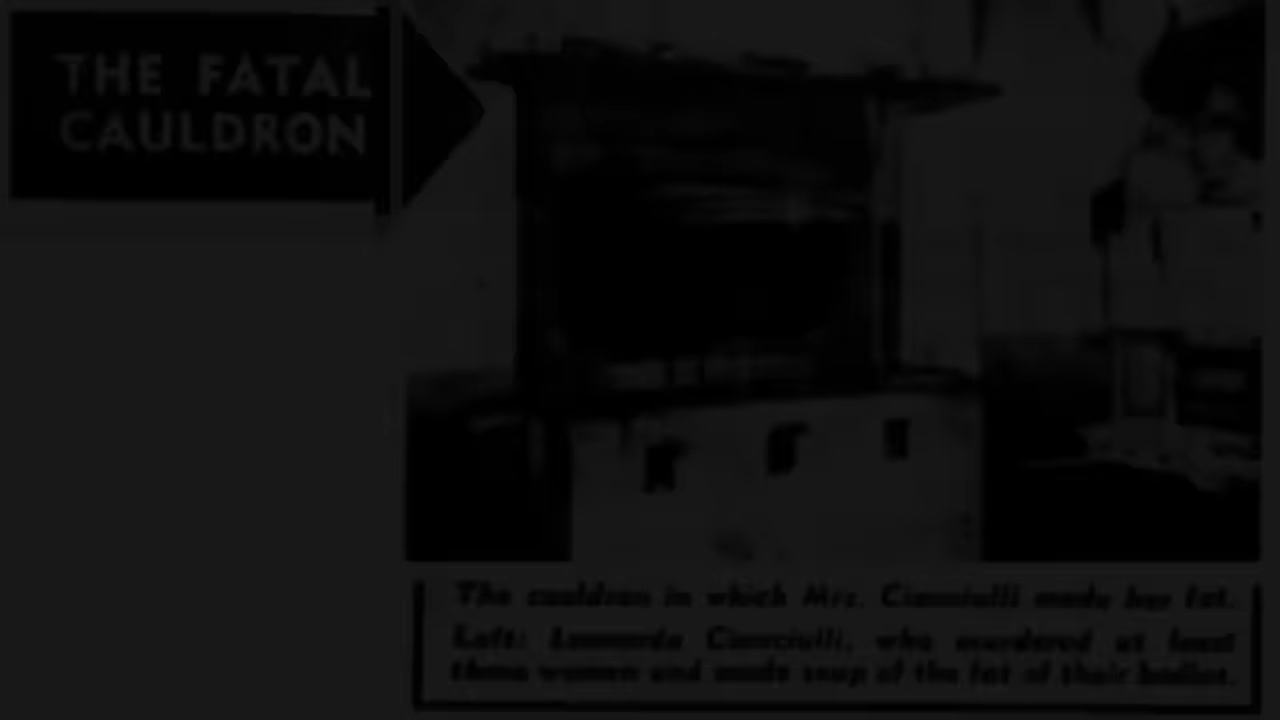 THE FATAL
CAULDRON
The cauldron in which Mrs. Cianciulli made her fat.
Left: Leonarda Cianciulli, who murdered at least
three women and made soap of the fat of their bodies.